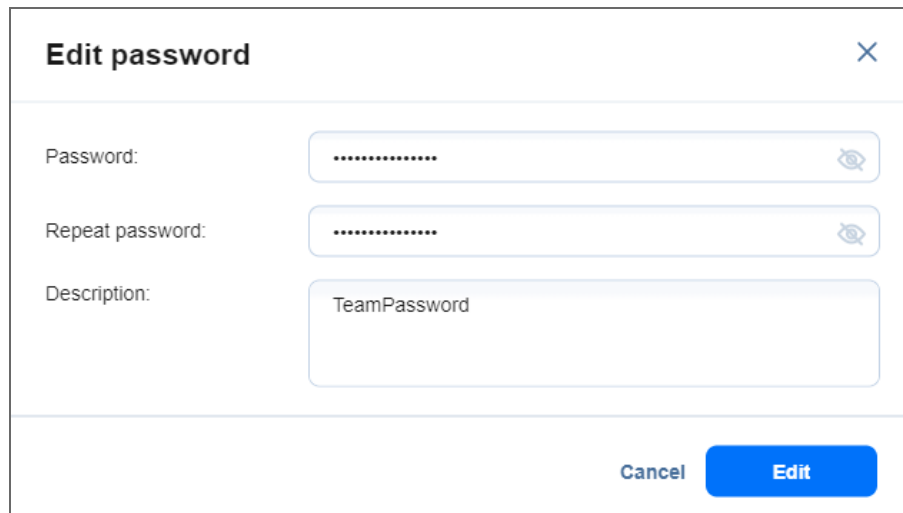 Edit password
Password:
•••••••••••••••
Repeat password:
•••••••••••••••
Description:
TeamPassword
Cancel
Edit